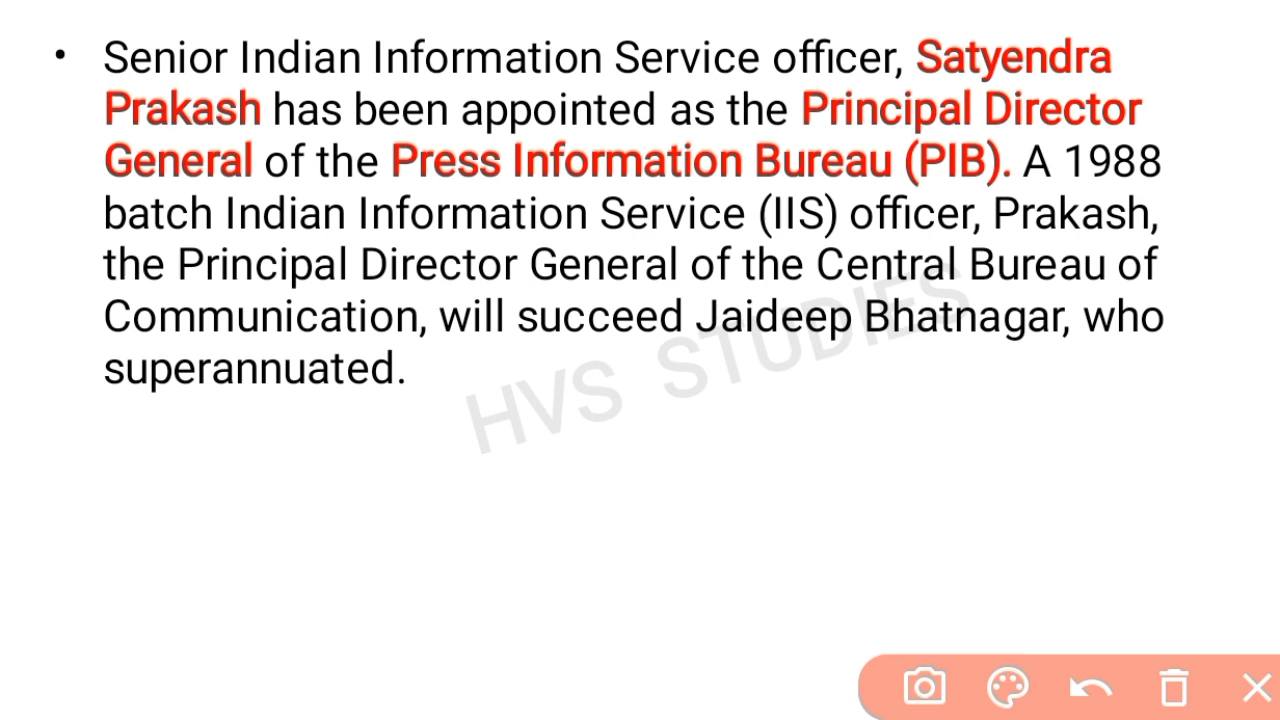 • Senior Indian Information Service officer, Satyendra
Prakash has been appointed as the Principal Director
General of the Press Information Bureau (PIB). A 1988
batch Indian Information Service (IIS) officer, Prakash,
the Principal Director General of the Central Bureau of
Communication, will succeed Jaideep Bhatnagar, who
superannuated.
HVS STUDIES